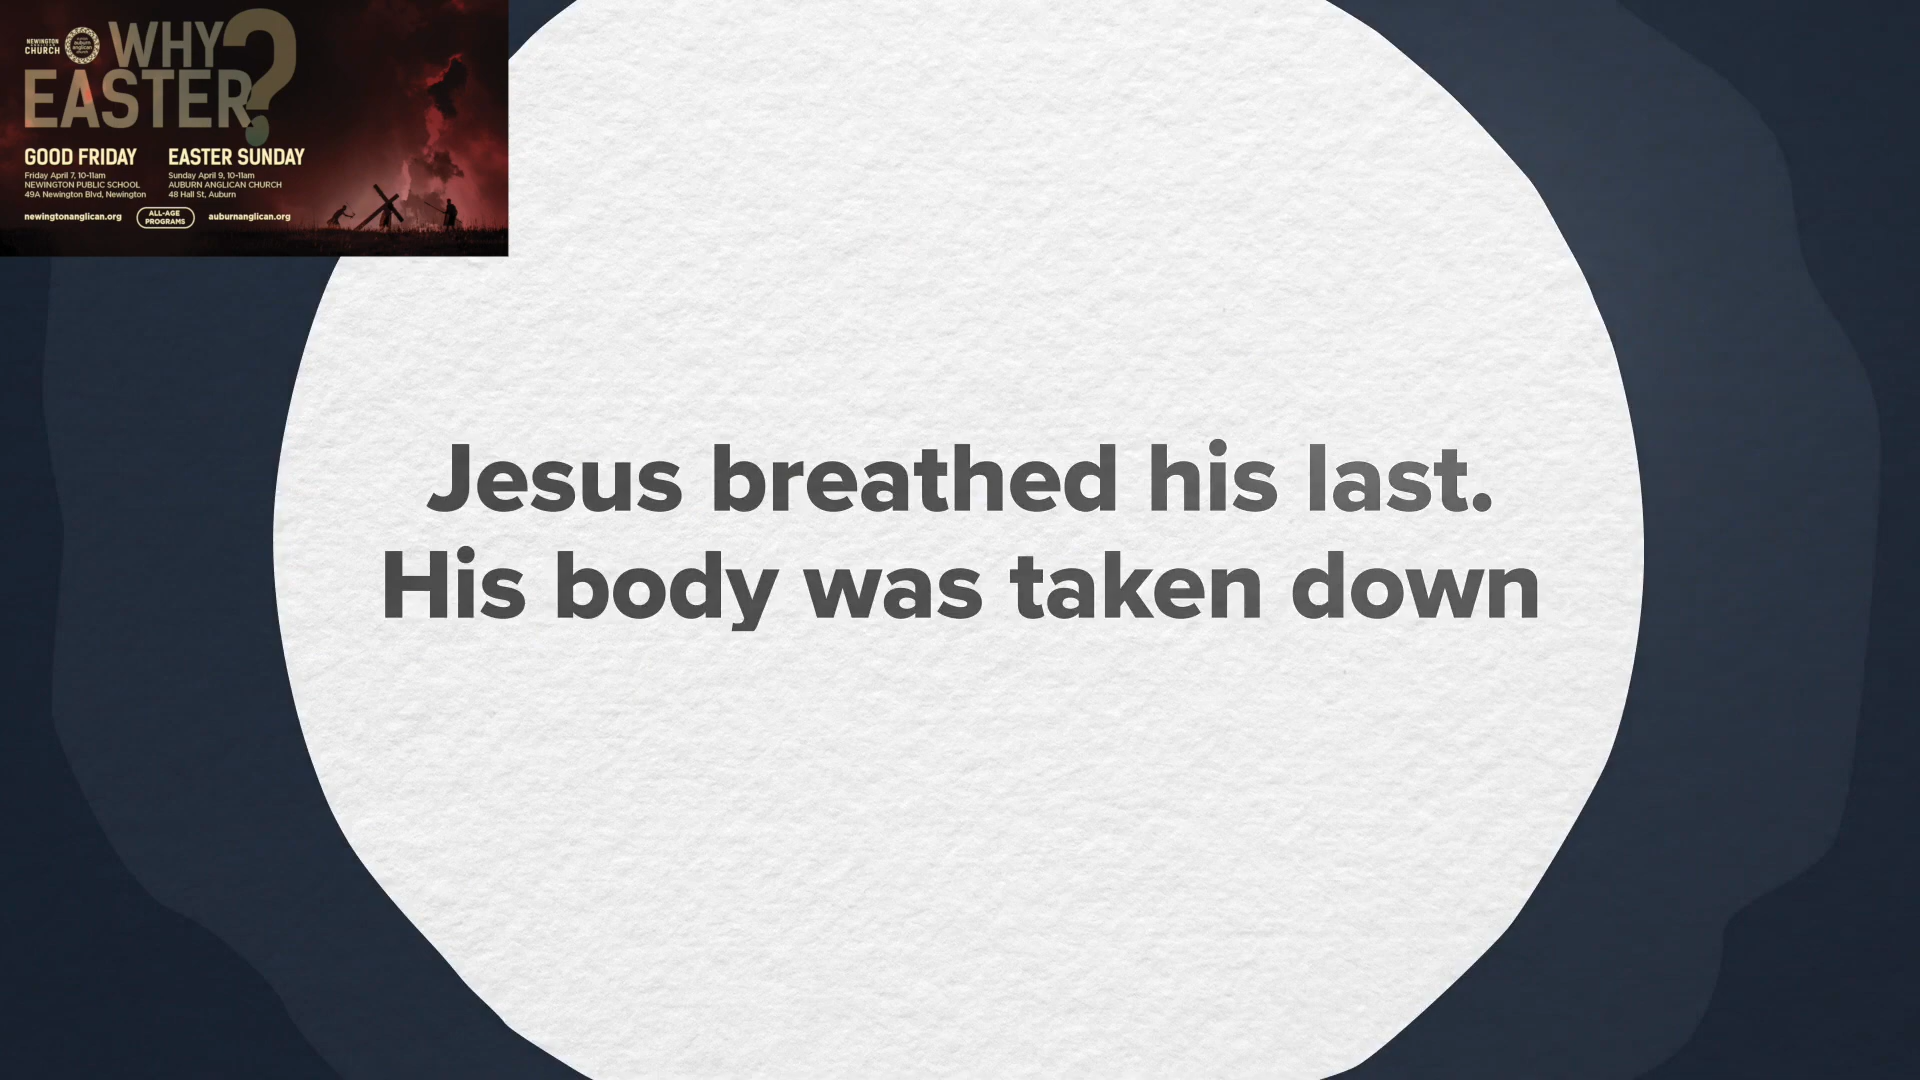 NEWINGTON
CHURCH
WHY
EASTER?
GOOD FRIDAY
Friday April 7, 10-11am
NEWINGTON PUBLIC SCHOOL
49A Newington Blvd, Newington
EASTER SUNDAY
Sunday April 9, 10-11am
AUBURN ANGLICAN CHURCH
48 Hall St, Auburn
newingtonanglican.org
ALL-AGE
PROGRAMS
auburnanglican.org
Jesus breathed his last.
His body was taken down